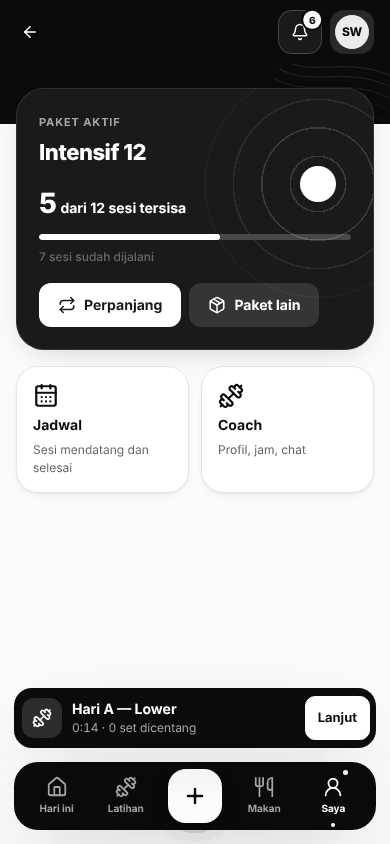 6
SW
PAKET AKTIF
Intensif 12
5 dari 12 sesi tersisa
7 sesi sudah dijalani
Perpanjang
Paket lain
Jadwal
Sesi mendatang dan
selesai
Coach
Profil, jam, chat
Hari A — Lower
0:14 · 0 set dicentang
Lanjut
Hari ini
Latihan
Makan
Saya